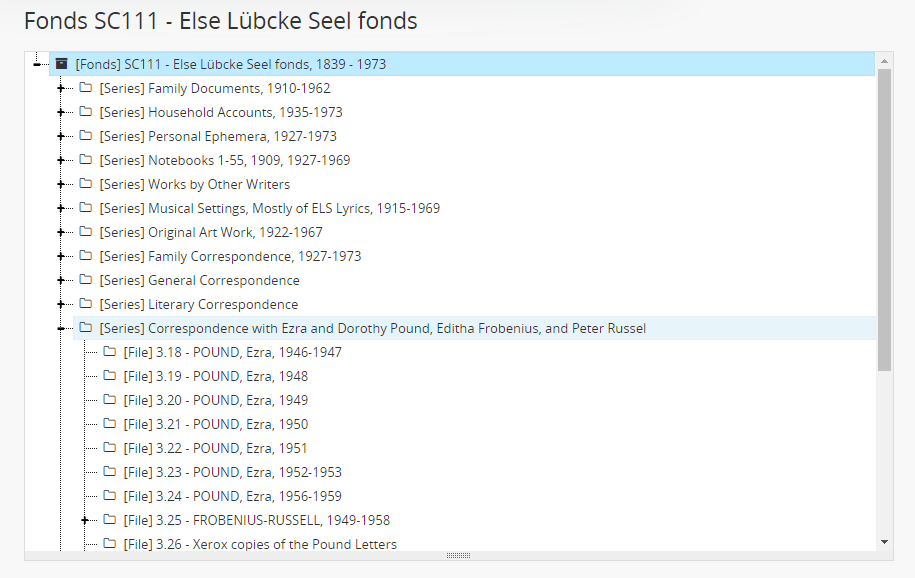 Fonds SC111 - Else Lübcke Seel fonds
[Fonds] SC111 - Else Lübcke Seel fonds, 1839 - 1973
[Series] Family Documents, 1910-1962
[Series] Household Accounts, 1935-1973
[Series] Personal Ephemera, 1927-1973
[Series] Notebooks 1-55, 1909, 1927-1969
[Series] Works by Other Writers
[Series] Musical Settings, Mostly of ELS Lyrics, 1915-1969
[Series] Original Art Work, 1922-1967
[Series] Family Correspondence, 1927-1973
[Series] General Correspondence
[Series] Literary Correspondence
[Series] Correspondence with Ezra and Dorothy Pound, Editha Frobenius, and Peter Russel
[File] 3.18 - POUND, Ezra, 1946-1947
[File] 3.19 - POUND, Ezra, 1948
[File] 3.20 - POUND, Ezra, 1949
[File] 3.21 - POUND, Ezra, 1950
[File] 3.22 - POUND, Ezra, 1951
[File] 3.23 - POUND, Ezra, 1952-1953
[File] 3.24 - POUND, Ezra, 1956-1959
[File] 3.25 - FROBENIUS-RUSSELL, 1949-1958
[File] 3.26 - Xerox copies of the Pound Letters